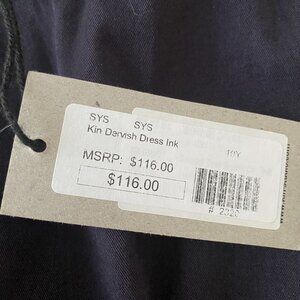 SYS SYS
Kin Dervish Dress Ink
10Y
MSRP: $116.00
$116.00